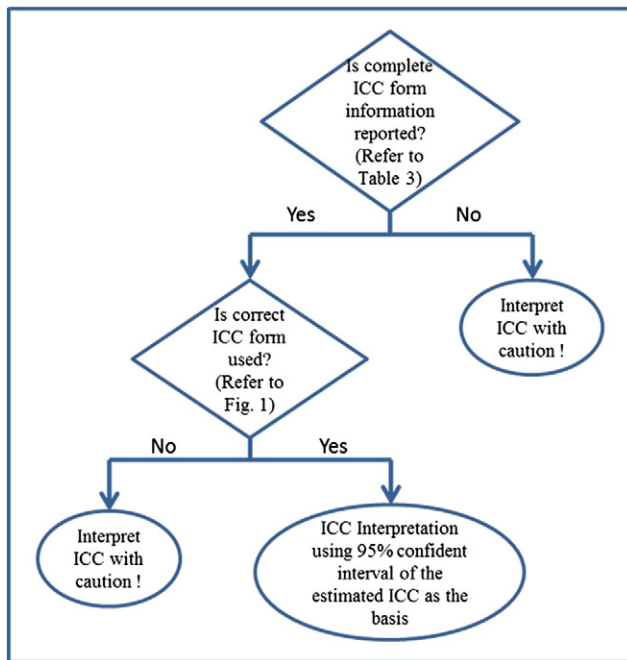 Is complete
ICC form
information
reported?
(Refer to
Table 3)
Yes
No
Is correct
ICC form
used?
(Refer to
Fig. 1)
Interpret
ICC with
caution !
No
Yes
Interpret
ICC with
caution !
ICC Interpretation
using 95% confident
interval of the
estimated ICC as the
basis